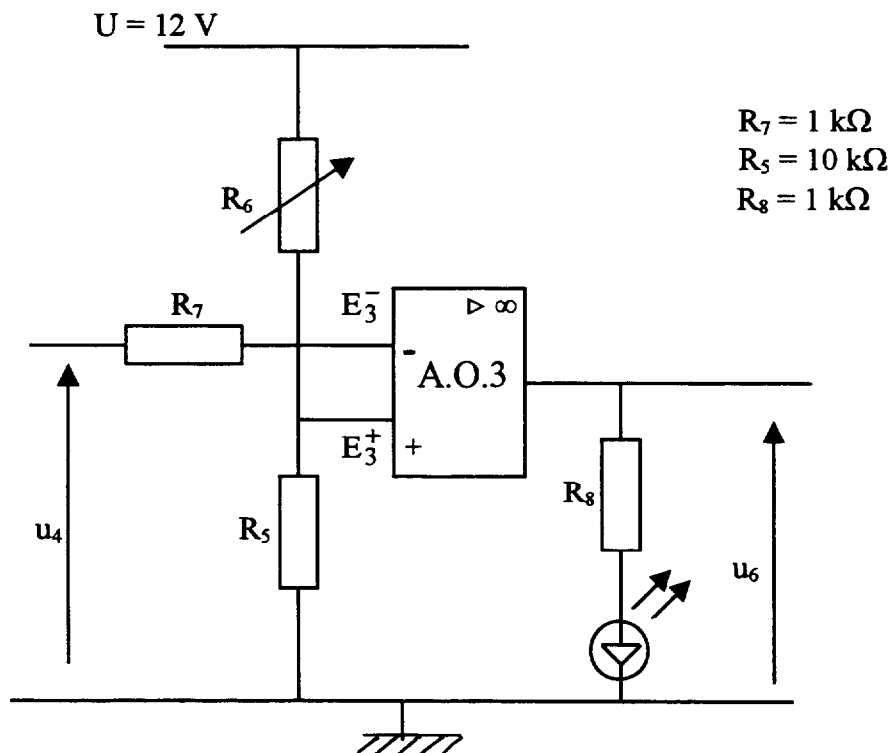 U = 12 V
R₇ = 1 kΩ
R₅ = 10 kΩ
R₈ = 1 kΩ
R₆
R₇
E₃⁻
▷ ∞
-
A.O.3
E₃⁺
+
R₈
u₄
R₅
u₆